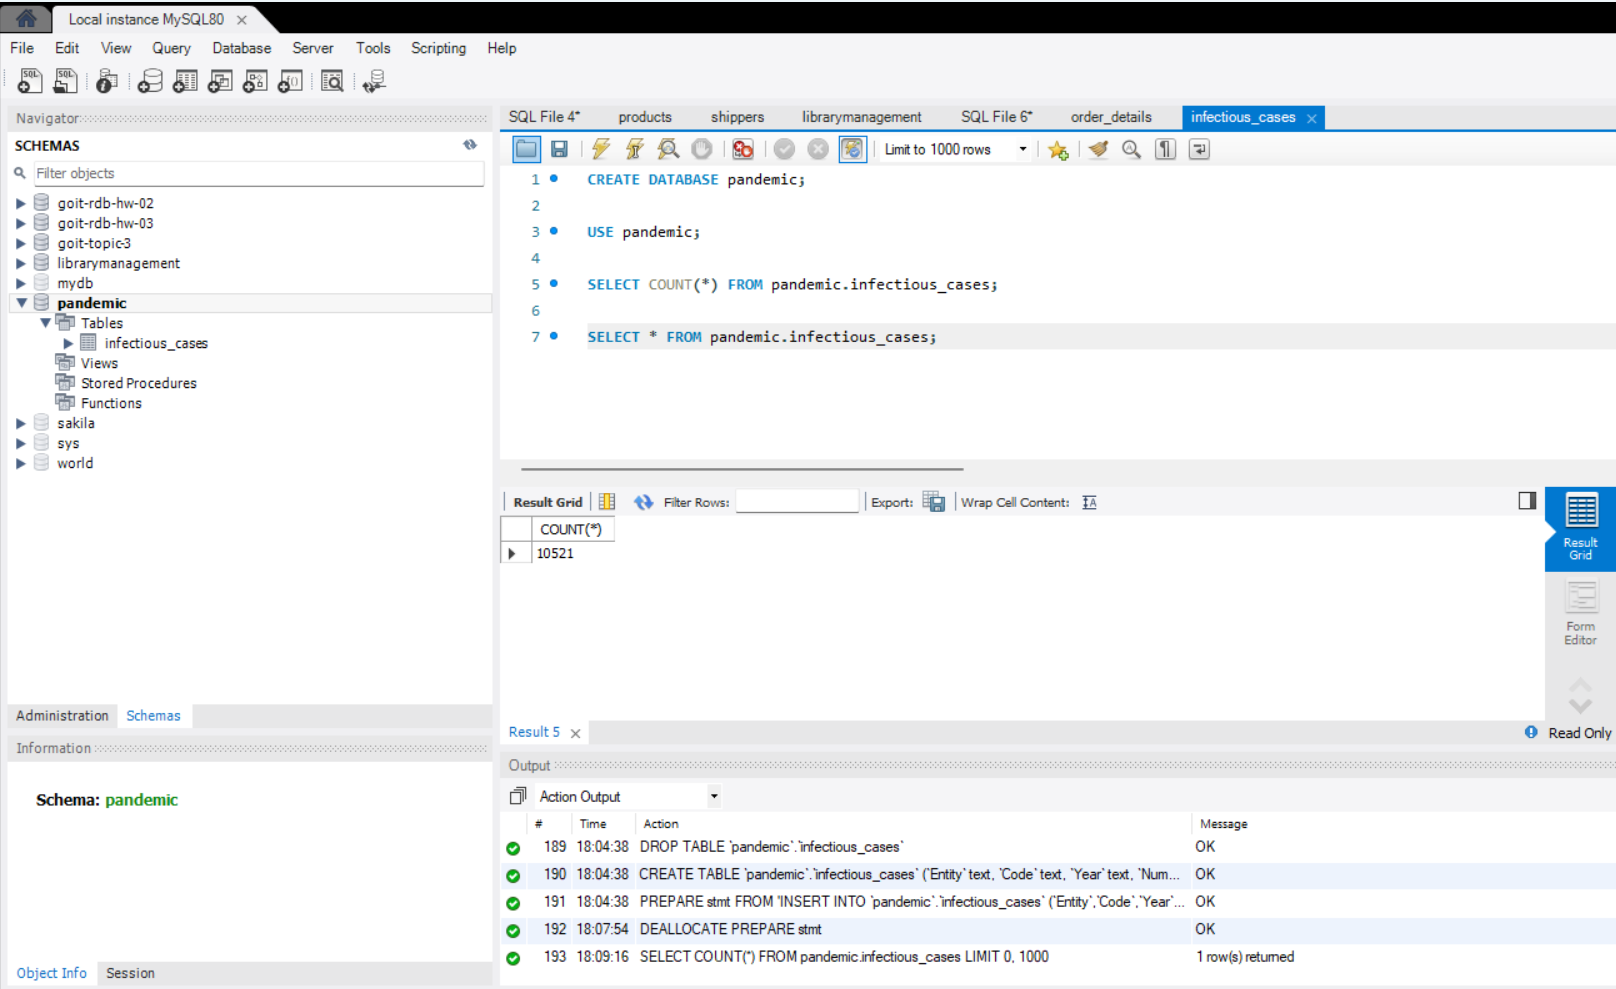 Local instance MySQL80
File Edit View Query Database Server Tools Scripting Help
Navigator
SCHEMAS
Filter objects
goit-rdb-hw-02
goit-rdb-hw-03
goit-topic-3
librarymanagement
mydb
pandemic
Tables
infectious_cases
Views
Stored Procedures
Functions
sakila
sys
world
Administration Schemas
Information
Schema: pandemic
Object Info Session
SQL File 4* products shippers librarymanagement SQL File 6* order_details infectious_cases
Limit to 1000 rows
1 CREATE DATABASE pandemic;
2
3 USE pandemic;
4
5 SELECT COUNT(*) FROM pandemic.infectious_cases;
6
7 SELECT * FROM pandemic.infectious_cases;
Result Grid Filter Rows: Export: Wrap Cell Content:
COUNT(*)
10521
Result Grid
Form Editor
Result 5
Read Only
Output
Action Output
# Time Action Message
189 18:04:38 DROP TABLE `pandemic`.`infectious_cases` OK
190 18:04:38 CREATE TABLE `pandemic`.`infectious_cases` (`Entity` text, `Code` text, `Year` text, `Num... OK
191 18:04:38 PREPARE stmt FROM 'INSERT INTO `pandemic`.`infectious_cases` (`Entity`,`Code`,`Year`... OK
192 18:07:54 DEALLOCATE PREPARE stmt OK
193 18:09:16 SELECT COUNT(*) FROM pandemic.infectious_cases LIMIT 0, 1000 1 row(s) returned